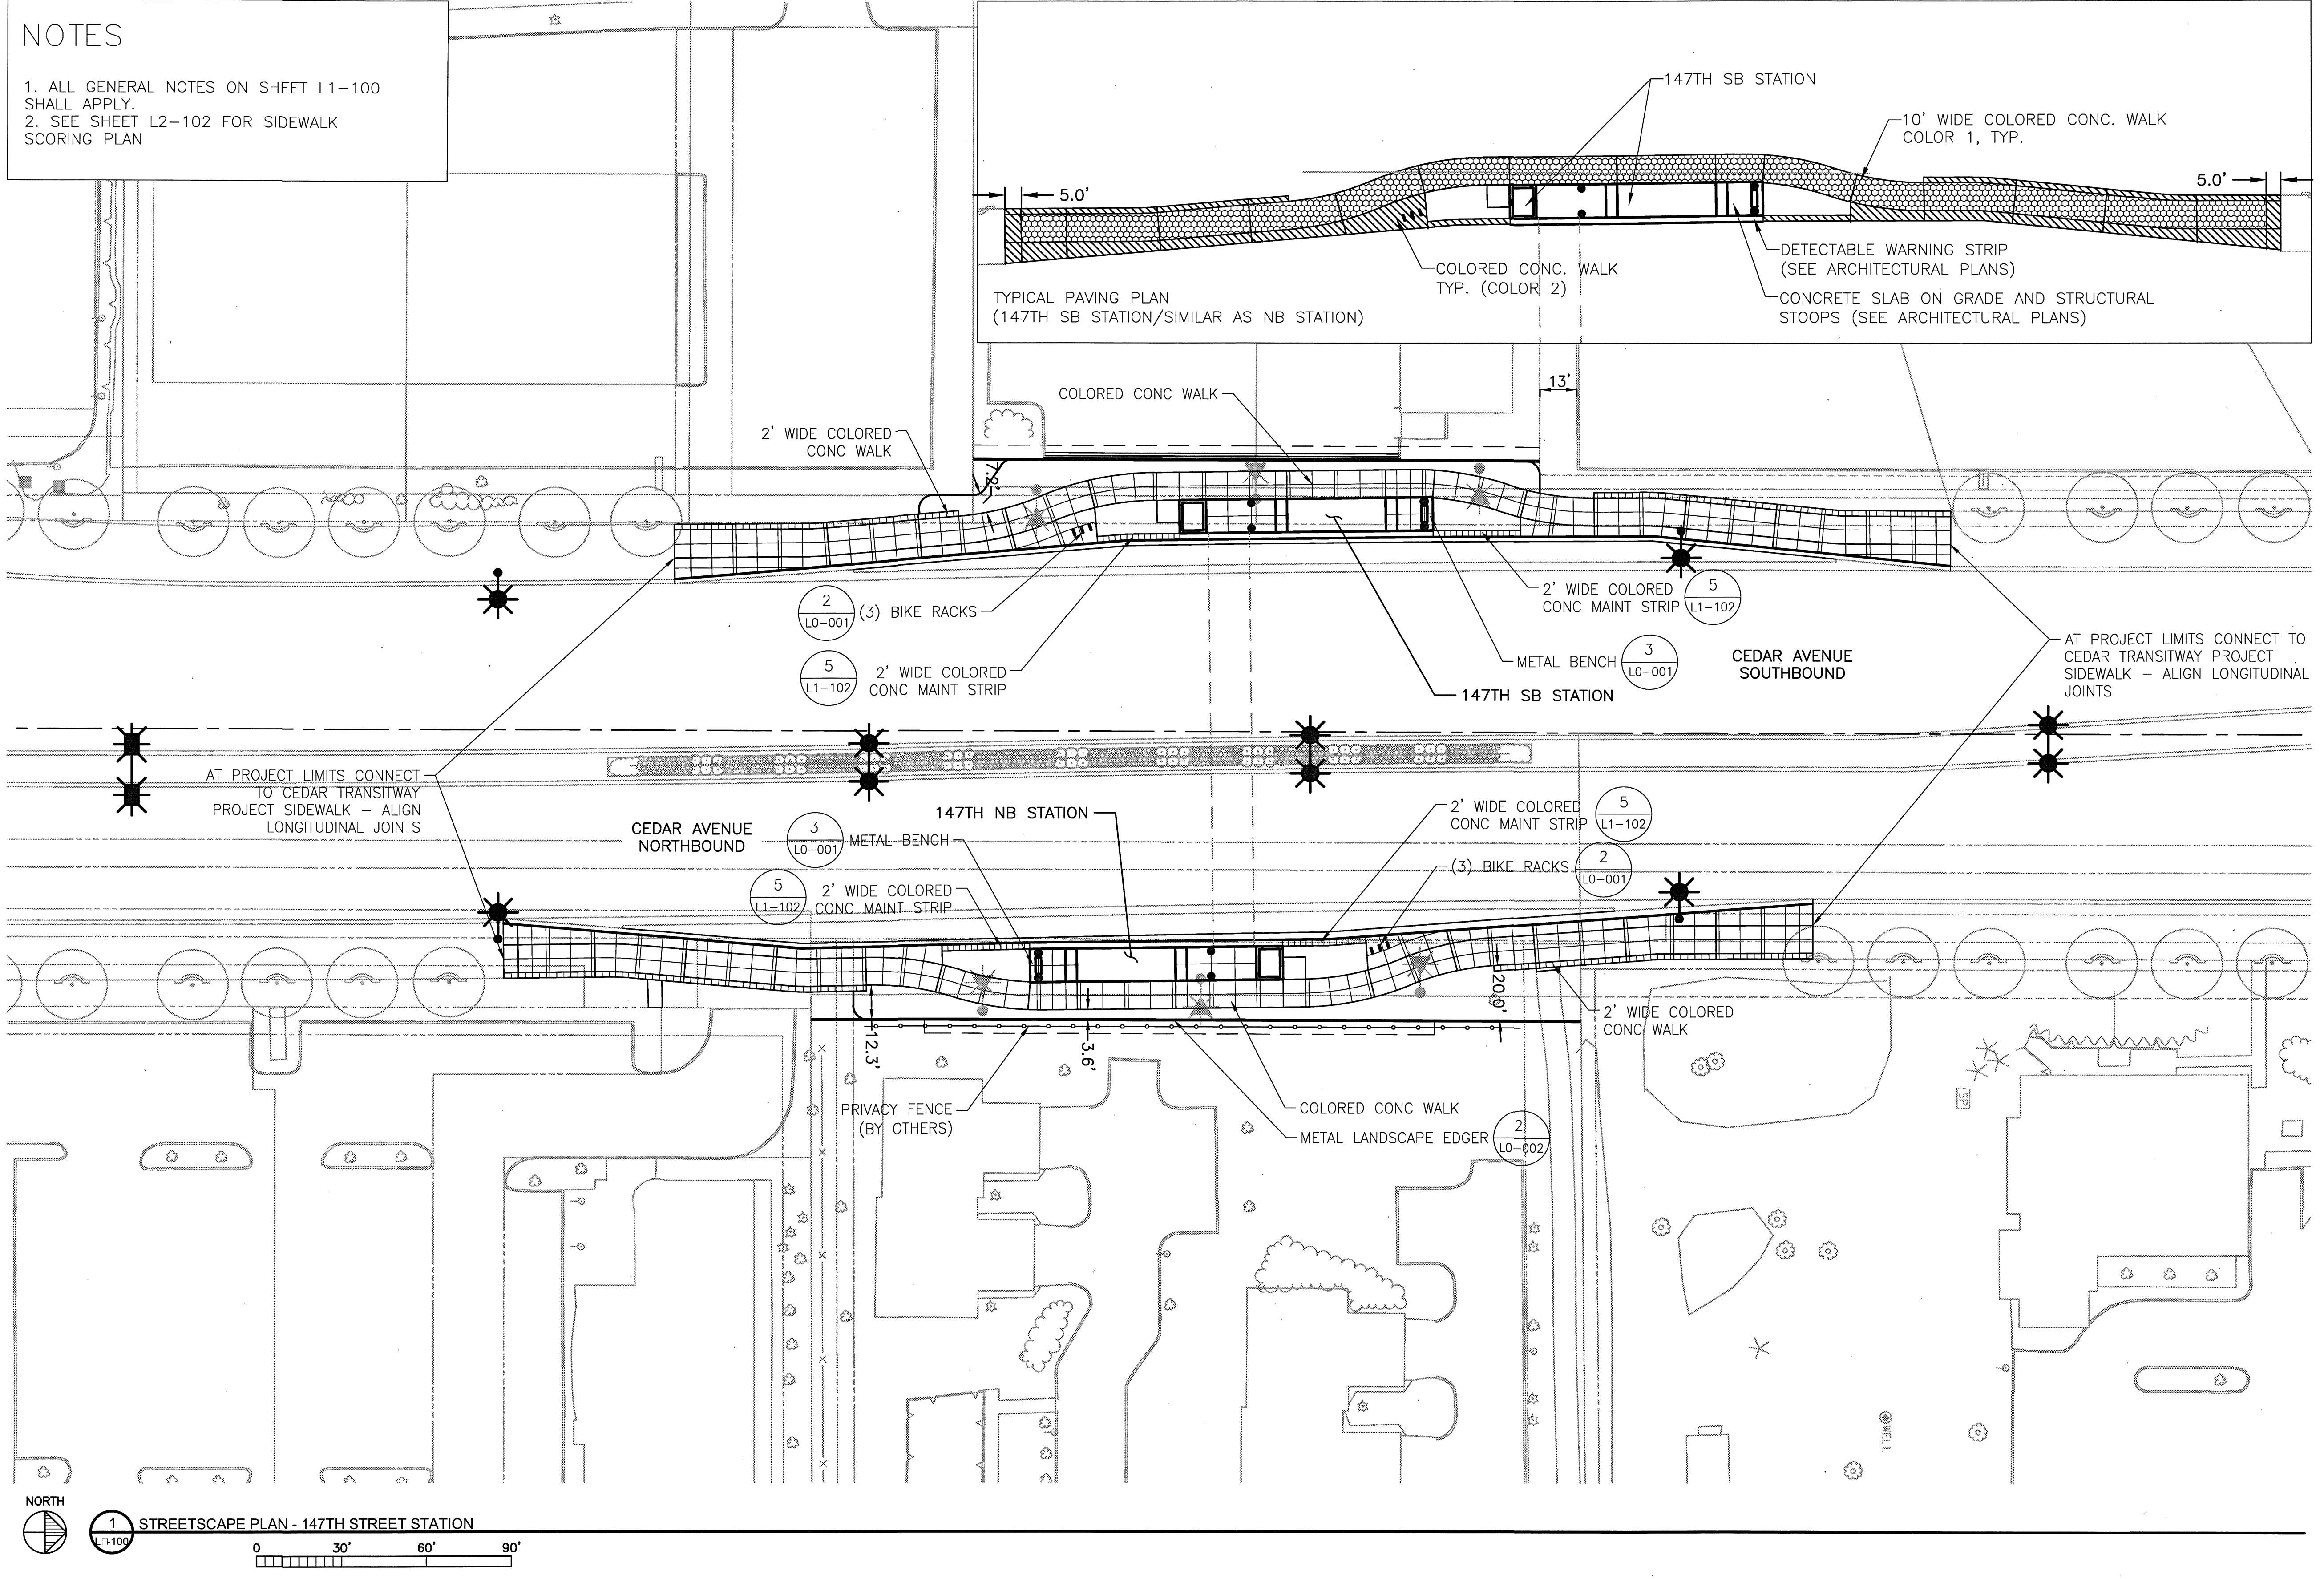 NOTES
1. ALL GENERAL NOTES ON SHEET L1-100
SHALL APPLY.
2. SEE SHEET L2-102 FOR SIDEWALK
SCORING PLAN
147TH SB STATION
10' WIDE COLORED CONC. WALK
COLOR 1, TYP.
5.0'
5.0'
DETECTABLE WARNING STRIP
(SEE ARCHITECTURAL PLANS)
COLORED CONC. WALK
TYP. (COLOR 2)
CONCRETE SLAB ON GRADE AND STRUCTURAL
STOOPS (SEE ARCHITECTURAL PLANS)
TYPICAL PAVING PLAN
(147TH SB STATION/SIMILAR AS NB STATION)
13'
COLORED CONC WALK
2' WIDE COLORED
CONC WALK
7.2'
2
L0-001
(3) BIKE RACKS
2' WIDE COLORED
CONC MAINT STRIP
5
L1-102
5
L1-102
2' WIDE COLORED
CONC MAINT STRIP
METAL BENCH
3
L0-001
CEDAR AVENUE
SOUTHBOUND
147TH SB STATION
AT PROJECT LIMITS CONNECT TO
CEDAR TRANSITWAY PROJECT
SIDEWALK - ALIGN LONGITUDINAL
JOINTS
AT PROJECT LIMITS CONNECT
TO CEDAR TRANSITWAY
PROJECT SIDEWALK - ALIGN
LONGITUDINAL JOINTS
147TH NB STATION
CEDAR AVENUE
NORTHBOUND
3
L0-001
METAL BENCH
2' WIDE COLORED
CONC MAINT STRIP
5
L1-102
(3) BIKE RACKS
2
L0-001
5
L1-102
2' WIDE COLORED
CONC MAINT STRIP
20.0'
2' WIDE COLORED
CONC WALK
12.3'
3.6'
PRIVACY FENCE
(BY OTHERS)
COLORED CONC WALK
METAL LANDSCAPE EDGER
2
L0-002
SP
WELL
NORTH
1
STREETSCAPE PLAN - 147TH STREET STATION
0 30' 60' 90'